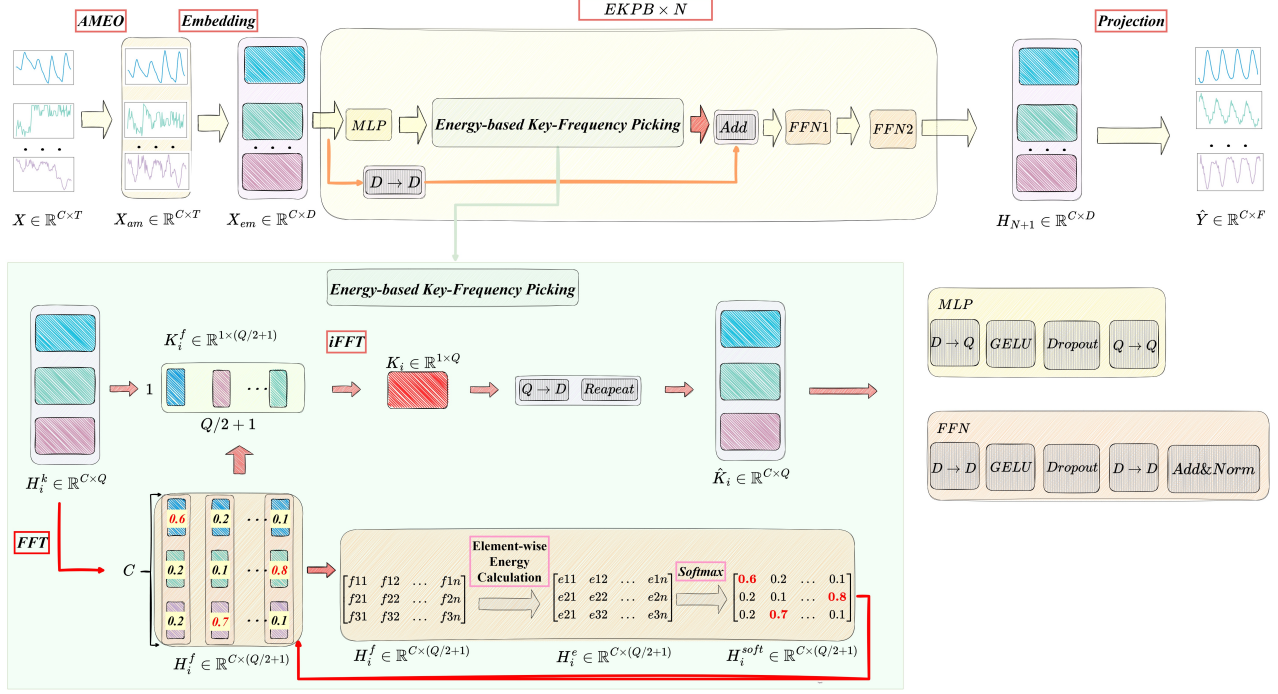 EKPB × N
AMEO
Embedding
Projection
MLP
Energy-based Key-Frequency Picking
Add
FFN1
FFN2
D → D
. . .
. . .
. . .
. . .
. . .
X ∈ ℝ^{C×T}
X_{am} ∈ ℝ^{C×T}
X_{em} ∈ ℝ^{C×D}
H_{N+1} ∈ ℝ^{C×D}
Ŷ ∈ ℝ^{C×F}
Energy-based Key-Frequency Picking
K_i^f ∈ ℝ^{1×(Q/2+1)}
iFFT
K_i ∈ ℝ^{1×Q}
1
···
Q/2 + 1
Q → D Reapeat
H_i^k ∈ ℝ^{C×Q}
K̂_i ∈ ℝ^{C×Q}
FFT
C
0.6 0.2 ··· 0.1
0.2 0.1 ··· 0.8
0.2 0.7 ··· 0.1
H_i^f ∈ ℝ^{C×(Q/2+1)}
f11 f12 ... f1n
f21 f22 ... f2n
f31 f32 ... f3n
H_i^f ∈ ℝ^{C×(Q/2+1)}
Element-wise
Energy
Calculation
e11 e12 ... e1n
e21 e22 ... e2n
e21 e32 ... e3n
H_i^e ∈ ℝ^{C×(Q/2+1)}
Softmax
0.6 0.2 ... 0.1
0.2 0.1 ... 0.8
0.2 0.7 ... 0.1
H_i^{soft} ∈ ℝ^{C×(Q/2+1)}
MLP
D → Q GELU Dropout Q → Q
FFN
D → D GELU Dropout D → D Add&Norm